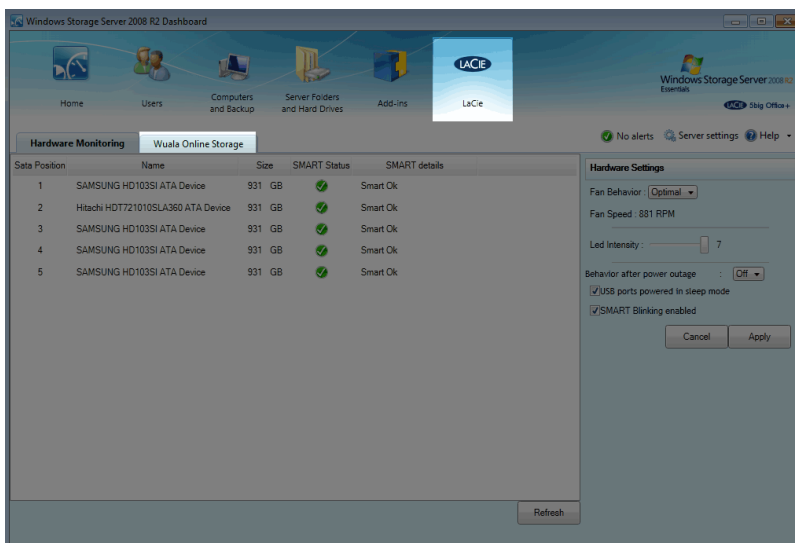 Windows Storage Server 2008 R2 Dashboard
LACIE
Home
Users
Computers
and Backup
Server Folders
and Hard Drives
Add-ins
LaCie
Windows Storage Server 2008 R2
Essentials
LACIE 5big Office+
Hardware Monitoring
Wuala Online Storage
No alerts
Server settings
Help
Sata Position Name Size SMART Status SMART details
1 SAMSUNG HD103SI ATA Device 931 GB Smart Ok
2 Hitachi HDT721010SLA360 ATA Device 931 GB Smart Ok
3 SAMSUNG HD103SI ATA Device 931 GB Smart Ok
4 SAMSUNG HD103SI ATA Device 931 GB Smart Ok
5 SAMSUNG HD103SI ATA Device 931 GB Smart Ok
Hardware Settings
Fan Behavior : Optimal
Fan Speed : 881 RPM
Led Intensity : 7
Behavior after power outage : Off
USB ports powered in sleep mode
SMART Blinking enabled
Cancel Apply
Refresh